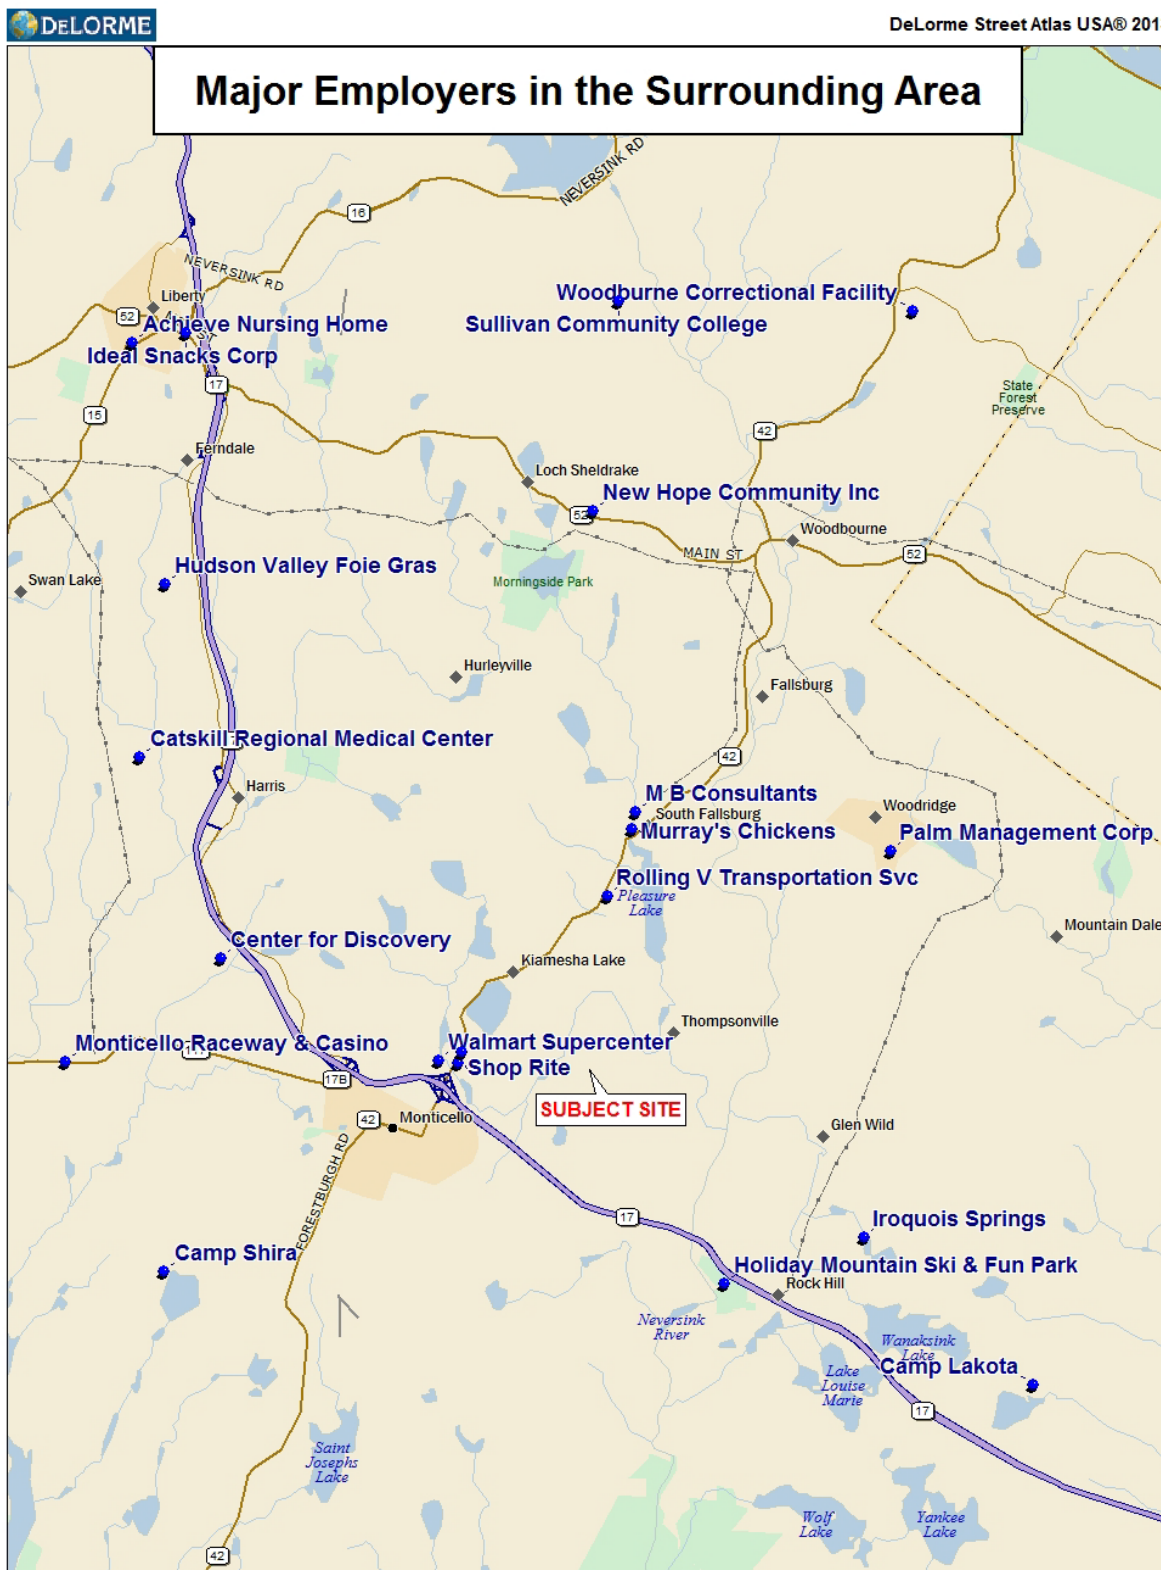 DELORME
DeLorme Street Atlas USA® 201
Major Employers in the Surrounding Area
NEVERSINK RD
16
NEVERSINK RD
Liberty
Woodburne Correctional Facility
52
Achieve Nursing Home
Sullivan Community College
ST
Ideal Snacks Corp
17
State
Forest
Preserve
15
42
Ferndale
Loch Sheldrake
New Hope Community Inc
52
Woodbourne
MAIN ST
52
Hudson Valley Foie Gras
Swan Lake
Morningside Park
Hurleyville
Fallsburg
Catskill Regional Medical Center
42
Harris
M B Consultants
Woodridge
South Fallsburg
Murray's Chickens
Palm Management Corp
Rolling V Transportation Svc
Pleasure
Lake
Mountain Dale
Center for Discovery
Kiamesha Lake
Thompsonville
Monticello Raceway & Casino
Walmart Supercenter
Shop Rite
17B
SUBJECT SITE
42
Monticello
Glen Wild
FORESTBURGH RD
17
Iroquois Springs
Camp Shira
Holiday Mountain Ski & Fun Park
Rock Hill
Neversink
River
Wanaksink
Lake
Camp Lakota
Lake
Louise
Marie
17
Saint
Josephs
Lake
Wolf
Lake
Yankee
Lake
42